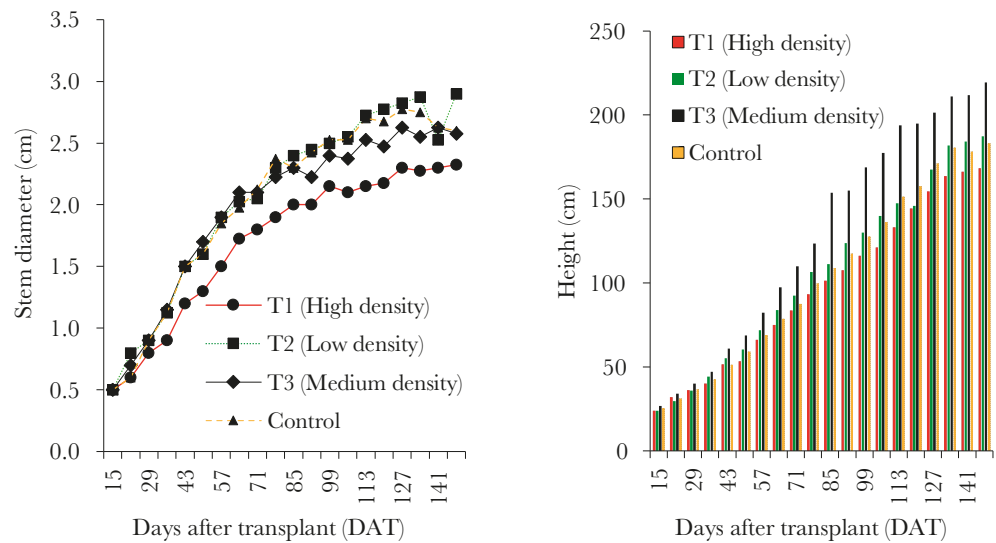 Stem diameter (cm)
3.5
3.0
2.5
2.0
1.5
1.0
0.5
0.0
T1 (High density)
T2 (Low density)
T3 (Medium density)
Control
15 29 43 57 71 85 99 113 127 141
Days after transplant (DAT)
Height (cm)
250
200
150
100
50
0
T1 (High density)
T2 (Low density)
T3 (Medium density)
Control
15 29 43 57 71 85 99 113 127 141
Days after transplant (DAT)